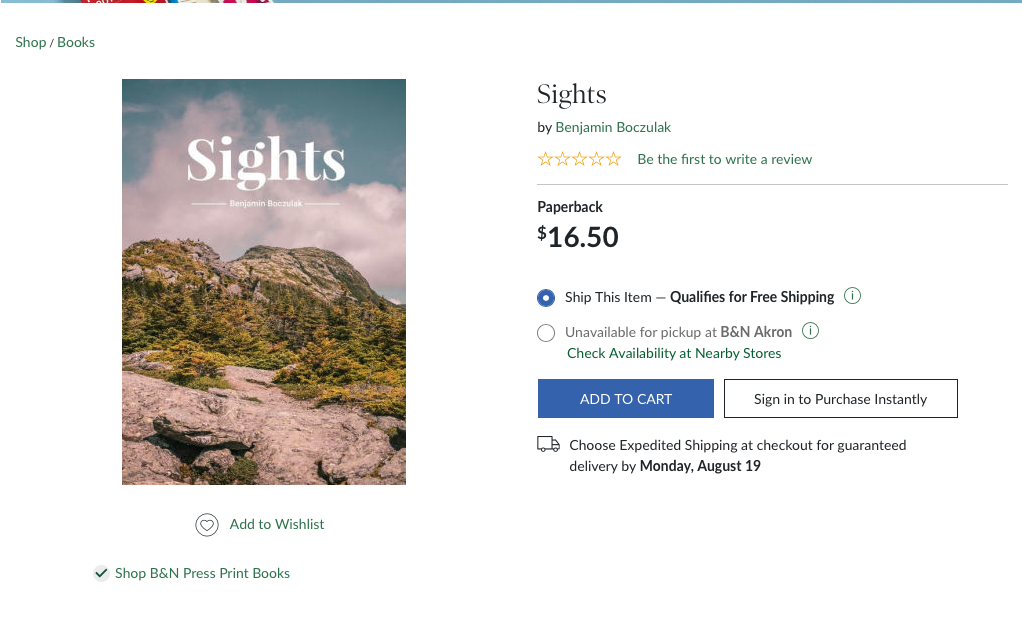 Shop / Books
Sights
Benjamin Boczulak
Add to Wishlist
Shop B&N Press Print Books
Sights
by Benjamin Boczulak
Be the first to write a review
Paperback
$16.50
Ship This Item — Qualifies for Free Shipping
Unavailable for pickup at B&N Akron
Check Availability at Nearby Stores
ADD TO CART
Sign in to Purchase Instantly
Choose Expedited Shipping at checkout for guaranteed
delivery by Monday, August 19